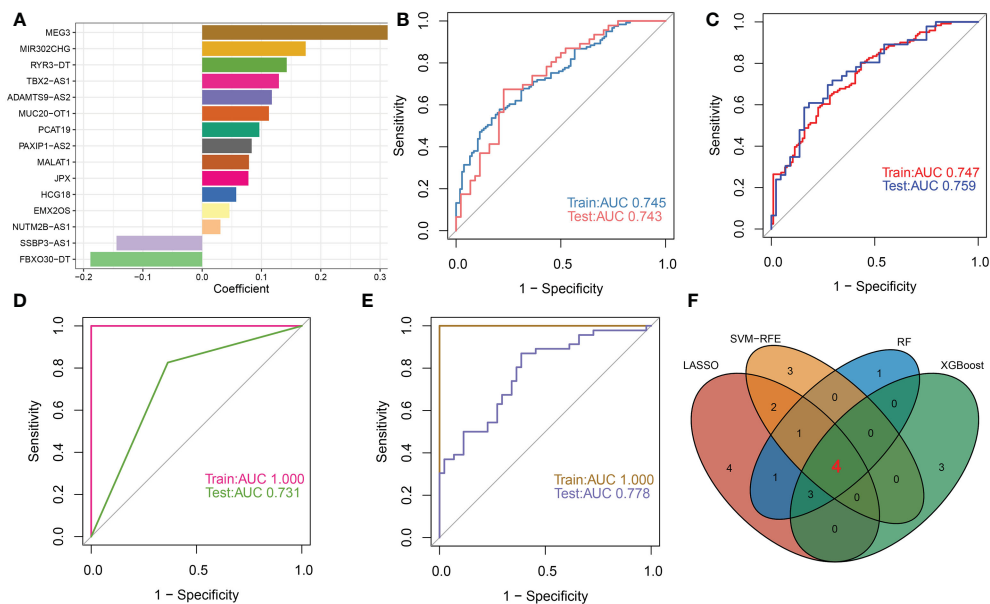 A
MEG3
MIR302CHG
RYR3−DT
TBX2−AS1
ADAMTS9−AS2
MUC20−OT1
PCAT19
PAXIP1−AS2
MALAT1
JPX
HCG18
EMX2OS
NUTM2B−AS1
SSBP3−AS1
FBXO30−DT
−0.2 −0.1 0.0 0.1 0.2 0.3
Coefficient
B
Sensitivity
1.0
0.8
0.6
0.4
0.2
0.0
Train:AUC 0.745
Test:AUC 0.743
0.0 0.5 1.0
1 − Specificity
C
Sensitivity
1.0
0.8
0.6
0.4
0.2
0.0
Train:AUC 0.747
Test:AUC 0.759
0.0 0.5 1.0
1 − Specificity
D
Sensitivity
1.0
0.8
0.6
0.4
0.2
0.0
Train:AUC 1.000
Test:AUC 0.731
0.0 0.5 1.0
1 − Specificity
E
Sensitivity
1.0
0.8
0.6
0.4
0.2
0.0
Train:AUC 1.000
Test:AUC 0.778
0.0 0.5 1.0
1 − Specificity
F
SVM−RFE RF
LASSO XGBoost
3 1
0
2 0
1 0
4 4 3
1 0
3 0
0